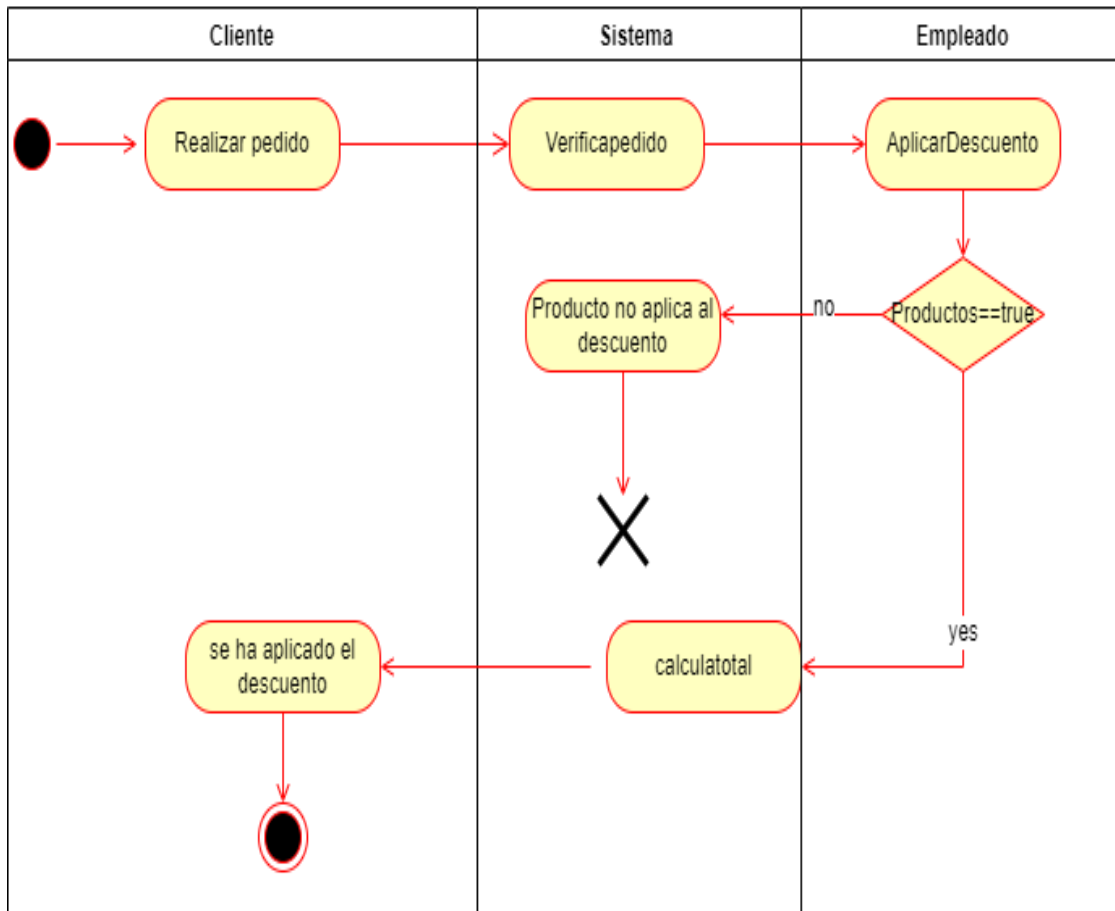 Cliente
Sistema
Empleado
Realizar pedido
Verificapedido
AplicarDescuento
Producto no aplica al
descuento
no
Productos==true
yes
se ha aplicado el
descuento
calculatotal